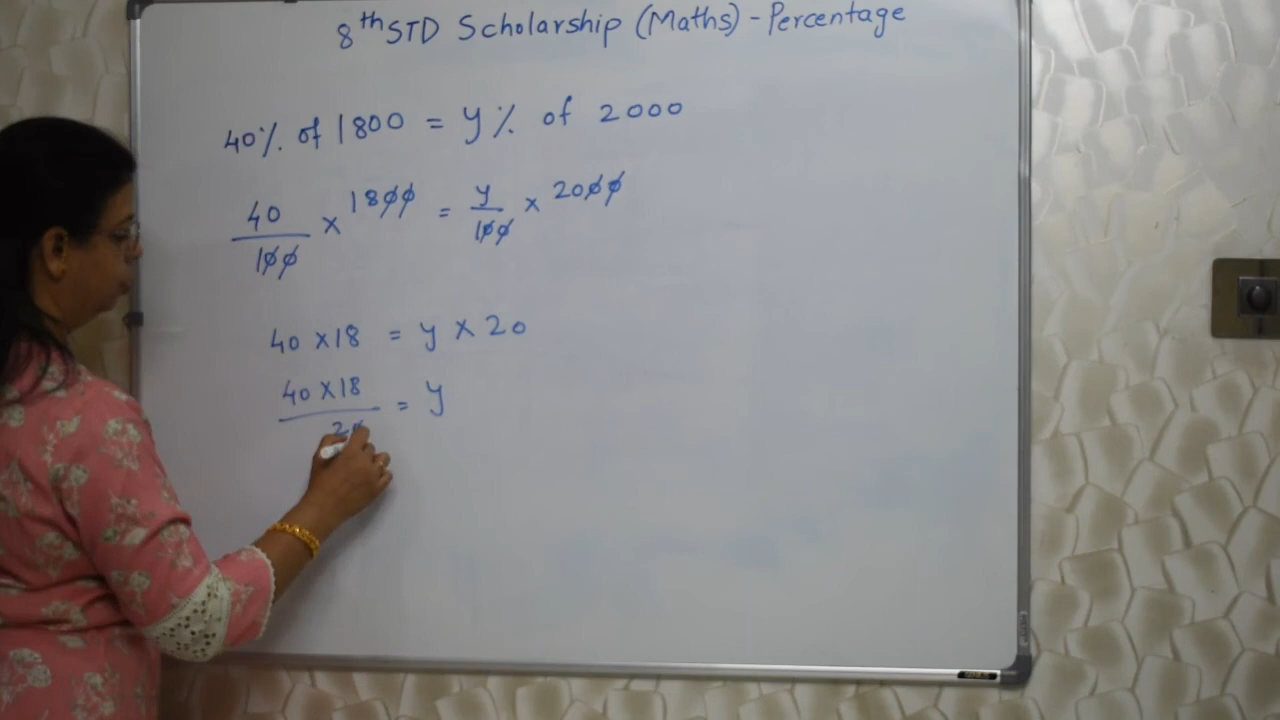 8th STD Scholarship (Maths) - Percentage
40% of 1800 = y% of 2000
40/100 × 1800 = y/100 × 2000
40 × 18 = y × 20
40 × 18 / 20 = y